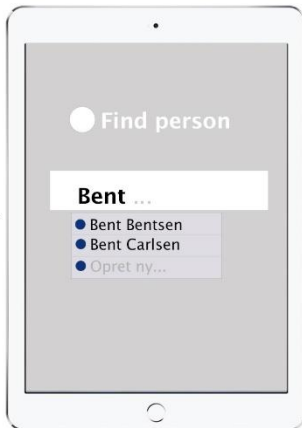 Find person
Bent ...
Bent Bentsen
Bent Carlsen
Opret ny...